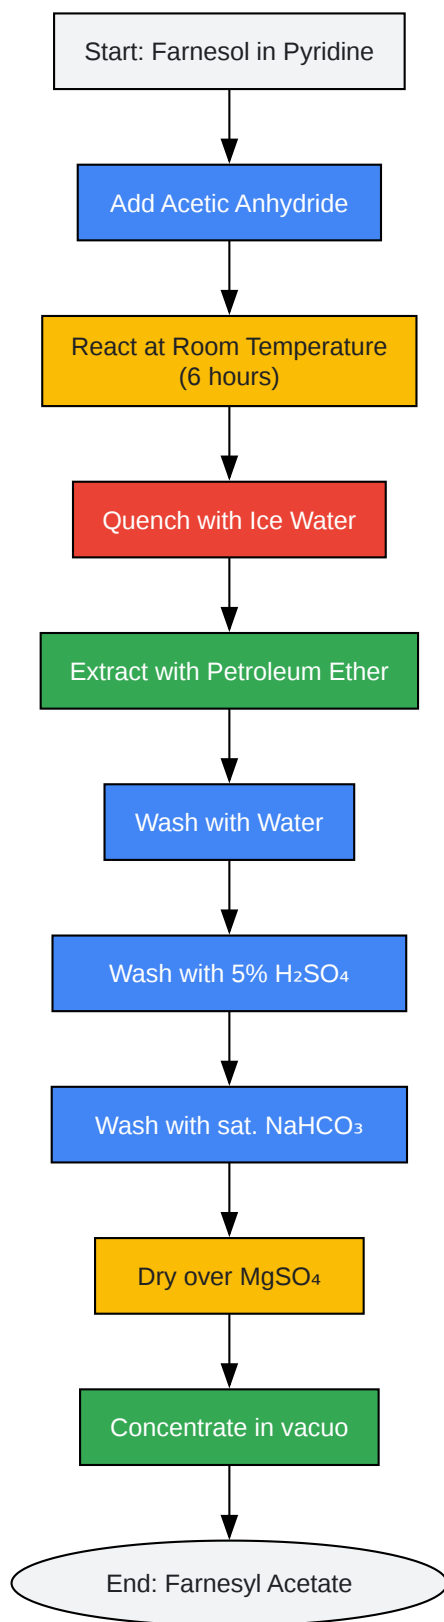 Start: Farnesol in Pyridine
Add Acetic Anhydride
React at Room Temperature
(6 hours)
Quench with Ice Water
Extract with Petroleum Ether
Wash with Water
Wash with 5% H₂SO₄
Wash with sat. NaHCO₃
Dry over MgSO₄
Concentrate in vacuo
End: Farnesyl Acetate